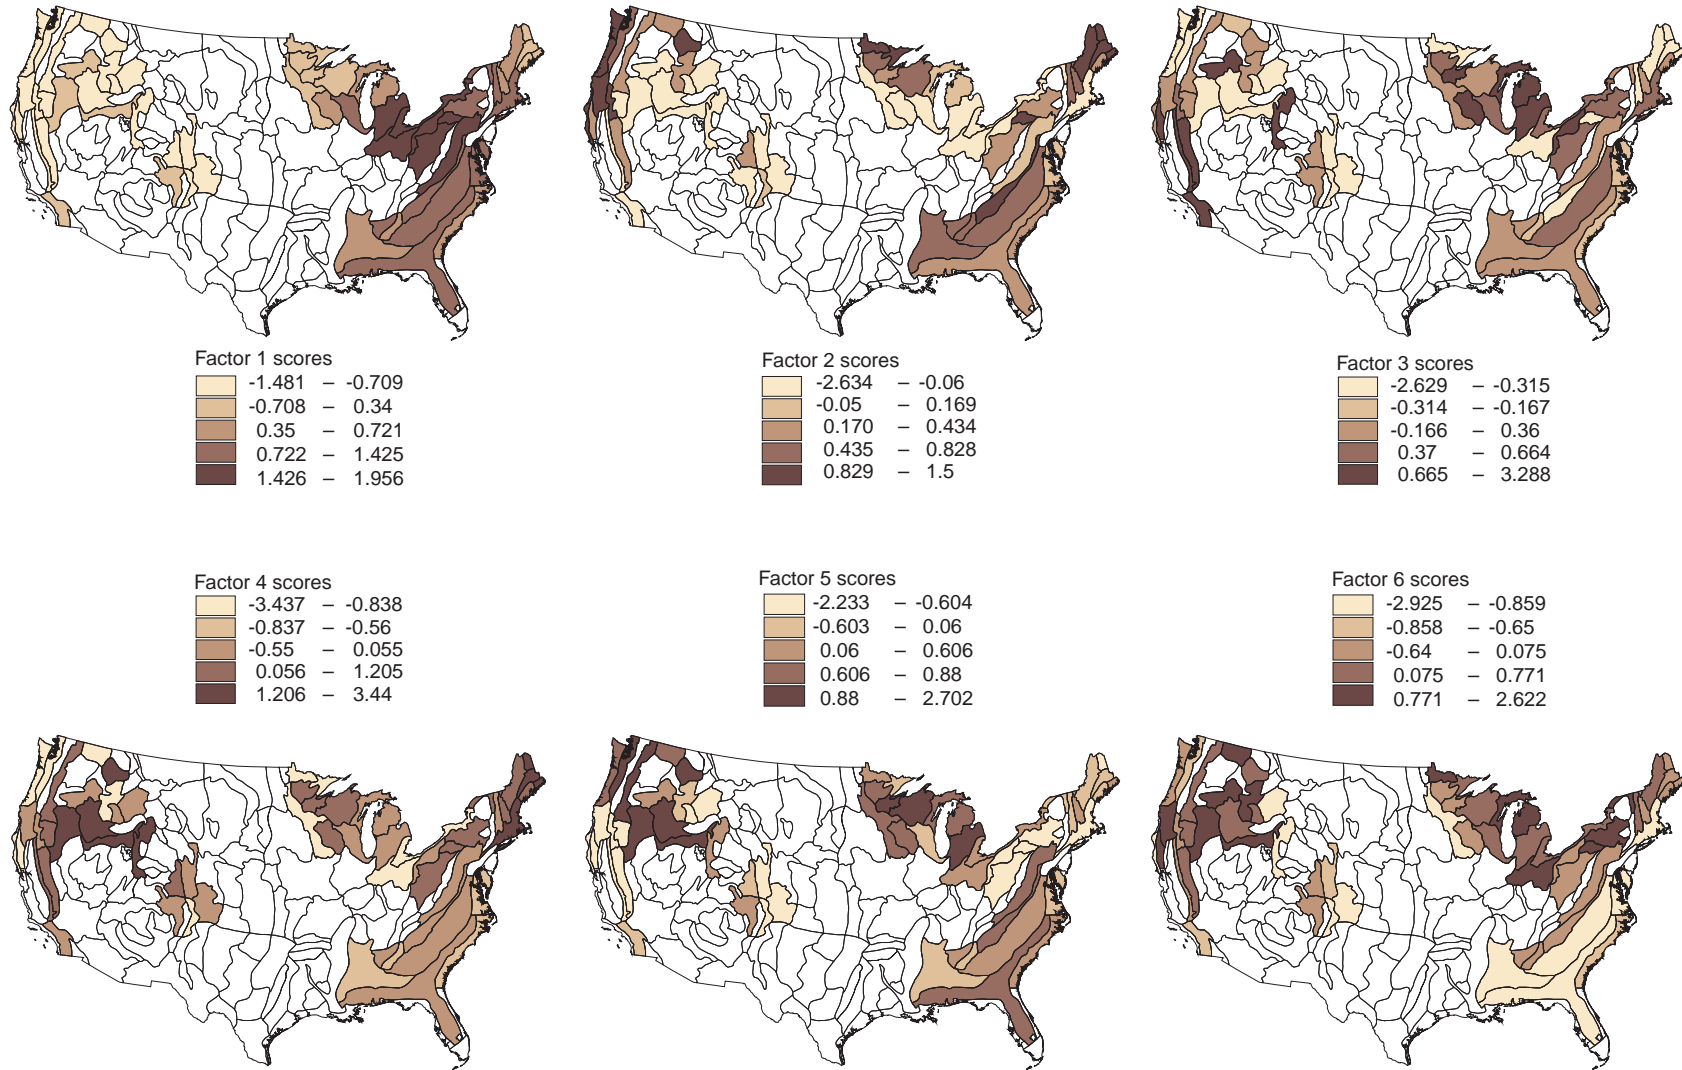 Factor 1 scores
-1.481 – -0.709
-0.708 – 0.34
0.35 – 0.721
0.722 – 1.425
1.426 – 1.956
Factor 2 scores
-2.634 – -0.06
-0.05 – 0.169
0.170 – 0.434
0.435 – 0.828
0.829 – 1.5
Factor 3 scores
-2.629 – -0.315
-0.314 – -0.167
-0.166 – 0.36
0.37 – 0.664
0.665 – 3.288
Factor 4 scores
-3.437 – -0.838
-0.837 – -0.56
-0.55 – 0.055
0.056 – 1.205
1.206 – 3.44
Factor 5 scores
-2.233 – -0.604
-0.603 – 0.06
0.06 – 0.606
0.606 – 0.88
0.88 – 2.702
Factor 6 scores
-2.925 – -0.859
-0.858 – -0.65
-0.64 – 0.075
0.075 – 0.771
0.771 – 2.622